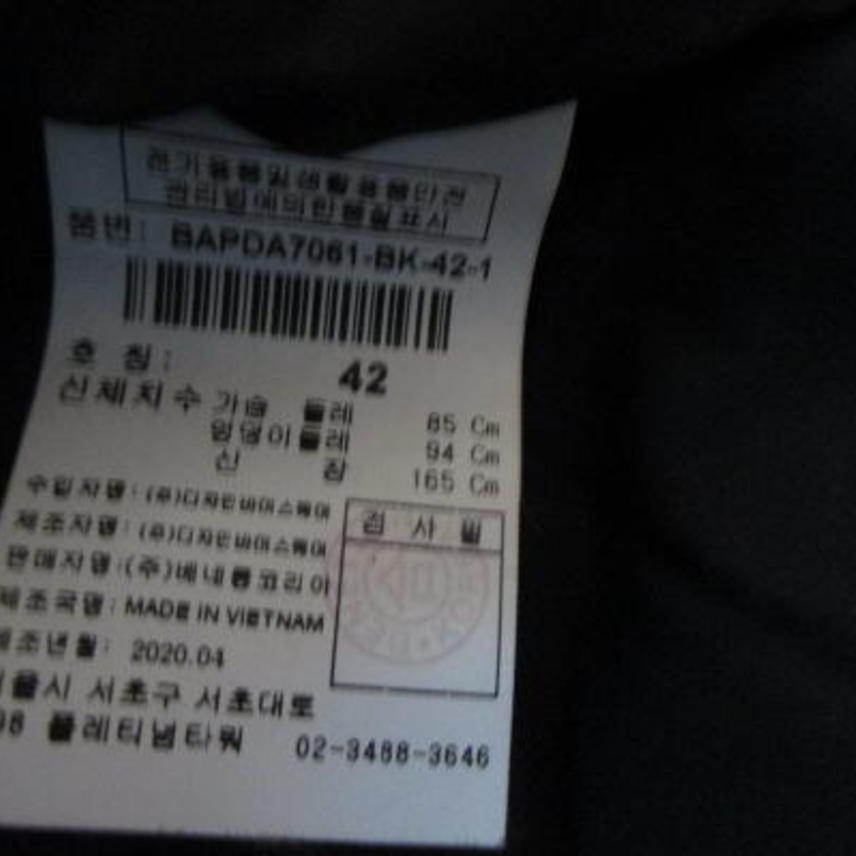 전기용품및생활용품안전
관리법에의한품질표시
품번: BAPDA7061-BK-42-1
호 칭: 42
신체치수 가슴 둘레 85 Cm
엉덩이둘레 94 Cm
신 장 165 Cm
수입자명: (주)디자인바이스퀘어
제조자명: (주)디자인바이스퀘어
판매자명:(주)베네통코리아
제조국명: MADE IN VIETNAM
제조년월: 2020.04
검 사 필
서울시 서초구 서초대로
98 플레티넘타워 02-3488-3646